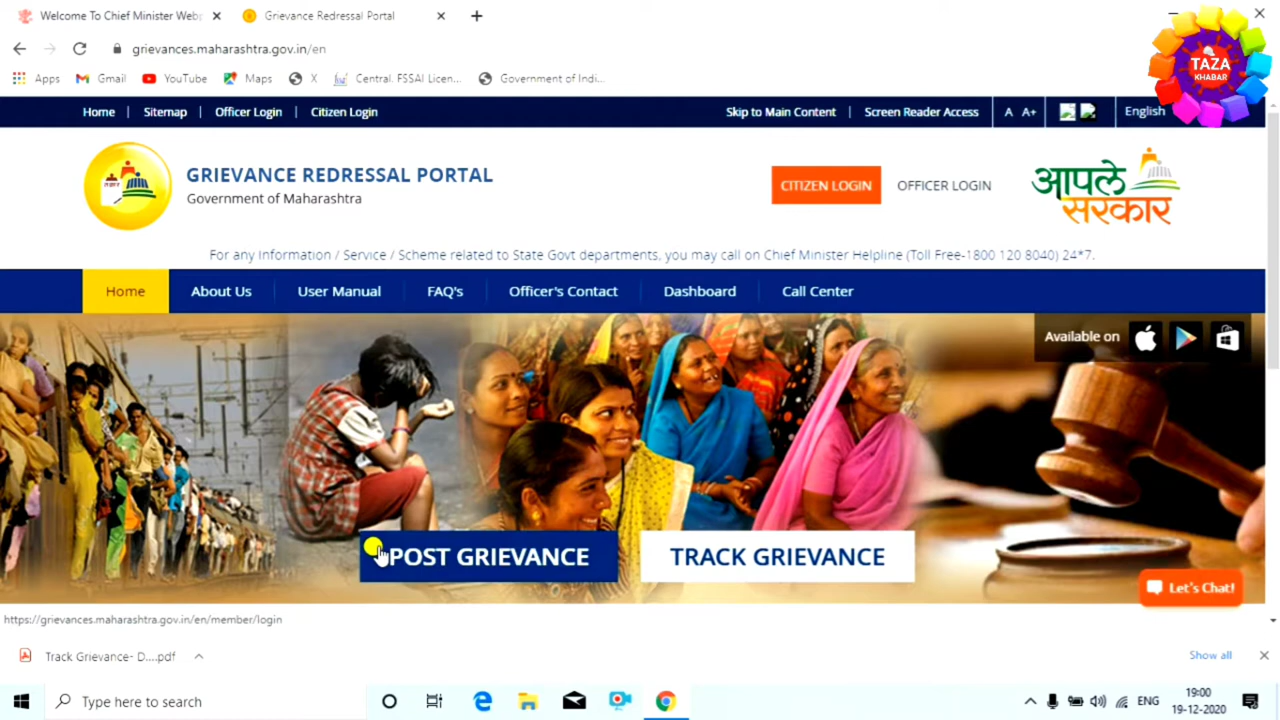 Welcome To Chief Minister Web
Grievance Redressal Portal
grievances.maharashtra.gov.in/en
Apps
Gmail
YouTube
Maps
X
Central. FSSAI Licen...
Government of Indi...
TAZA
KHABAR
Home
Sitemap
Officer Login
Citizen Login
Skip to Main Content
Screen Reader Access
A
A+
English
GRIEVANCE REDRESSAL PORTAL
Government of Maharashtra
CITIZEN LOGIN
OFFICER LOGIN
आपले
सरकार
For any Information / Service / Scheme related to State Govt departments, you may call on Chief Minister Helpline (Toll Free-1800 120 8040) 24*7.
Home
About Us
User Manual
FAQ's
Officer's Contact
Dashboard
Call Center
Available on
POST GRIEVANCE
TRACK GRIEVANCE
Let's Chat!
https://grievances.maharashtra.gov.in/en/member/login
Track Grievance- D....pdf
Show all
Type here to search
ENG
19:00
19-12-2020